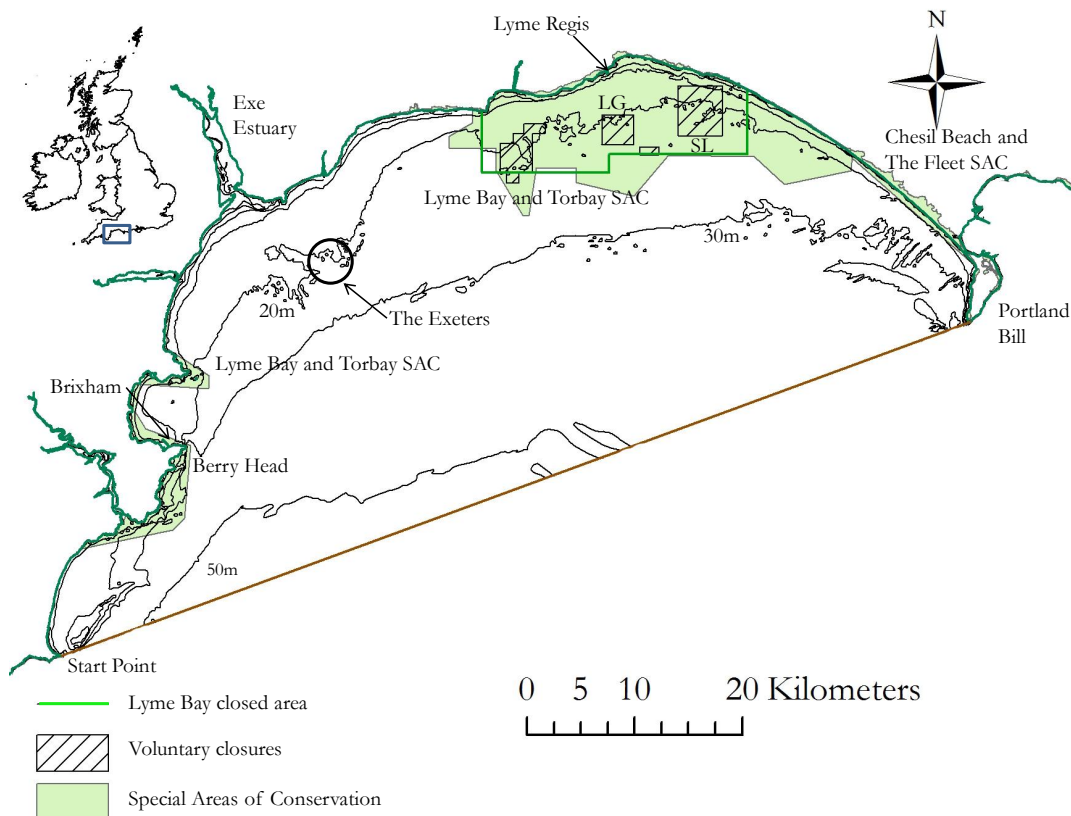 Lyme Regis
N
Exe
Estuary
LG
SL
Chesil Beach and
The Fleet SAC
Lyme Bay and Torbay SAC
30m
20m
The Exeters
Portland
Bill
Lyme Bay and Torbay SAC
Brixham
Berry Head
50m
Start Point
Lyme Bay closed area
Voluntary closures
Special Areas of Conservation
0 5 10 20 Kilometers